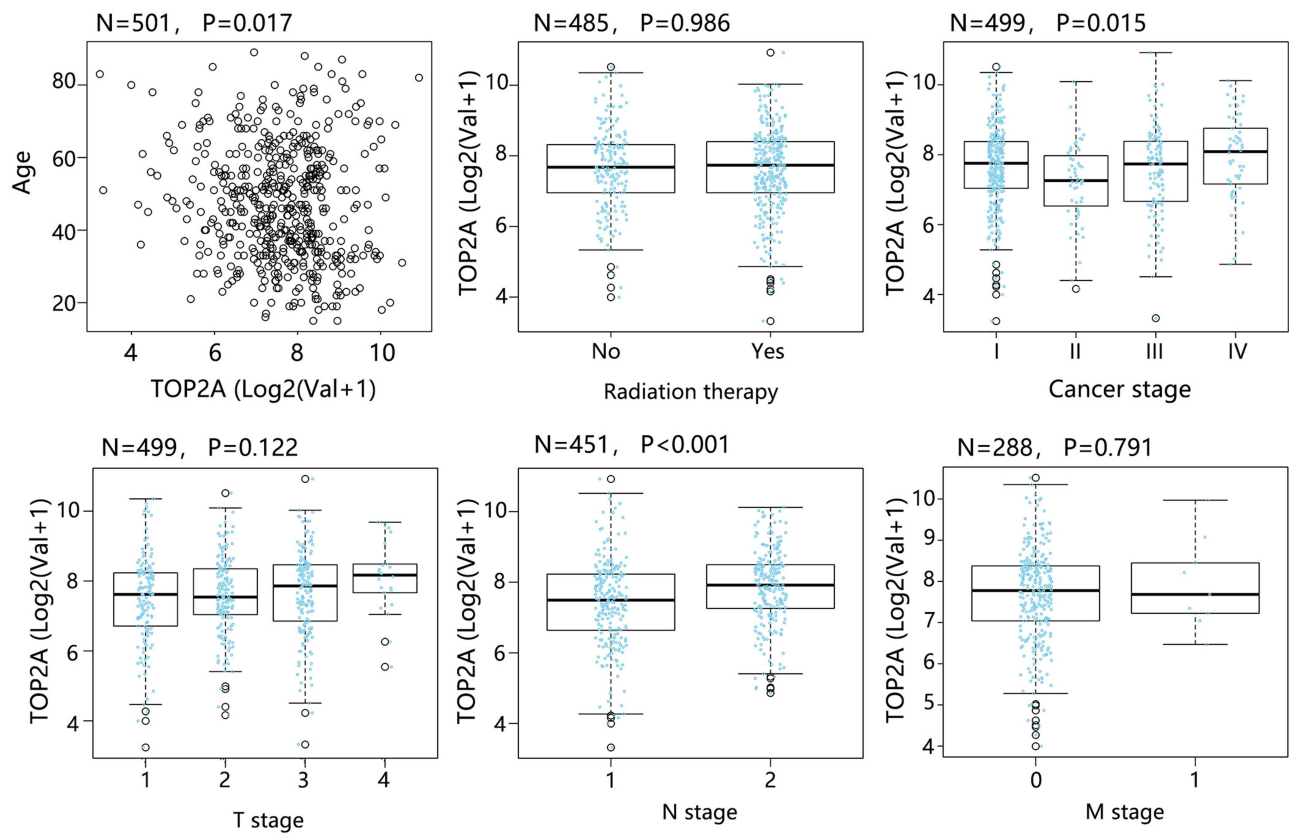 N=501, P=0.017
Age
80
60
40
20
4 6 8 10
TOP2A (Log2(Val+1)
N=485, P=0.986
TOP2A (Log2(Val+1)
10
8
6
4
No Yes
Radiation therapy
N=499, P=0.015
TOP2A (Log2(Val+1)
10
8
6
4
I II III IV
Cancer stage
N=499, P=0.122
TOP2A (Log2(Val+1)
10
8
6
4
1 2 3 4
T stage
N=451, P<0.001
TOP2A (Log2(Val+1)
10
8
6
4
1 2
N stage
N=288, P=0.791
TOP2A (Log2(Val+1)
10
9
8
7
6
5
4
0 1
M stage